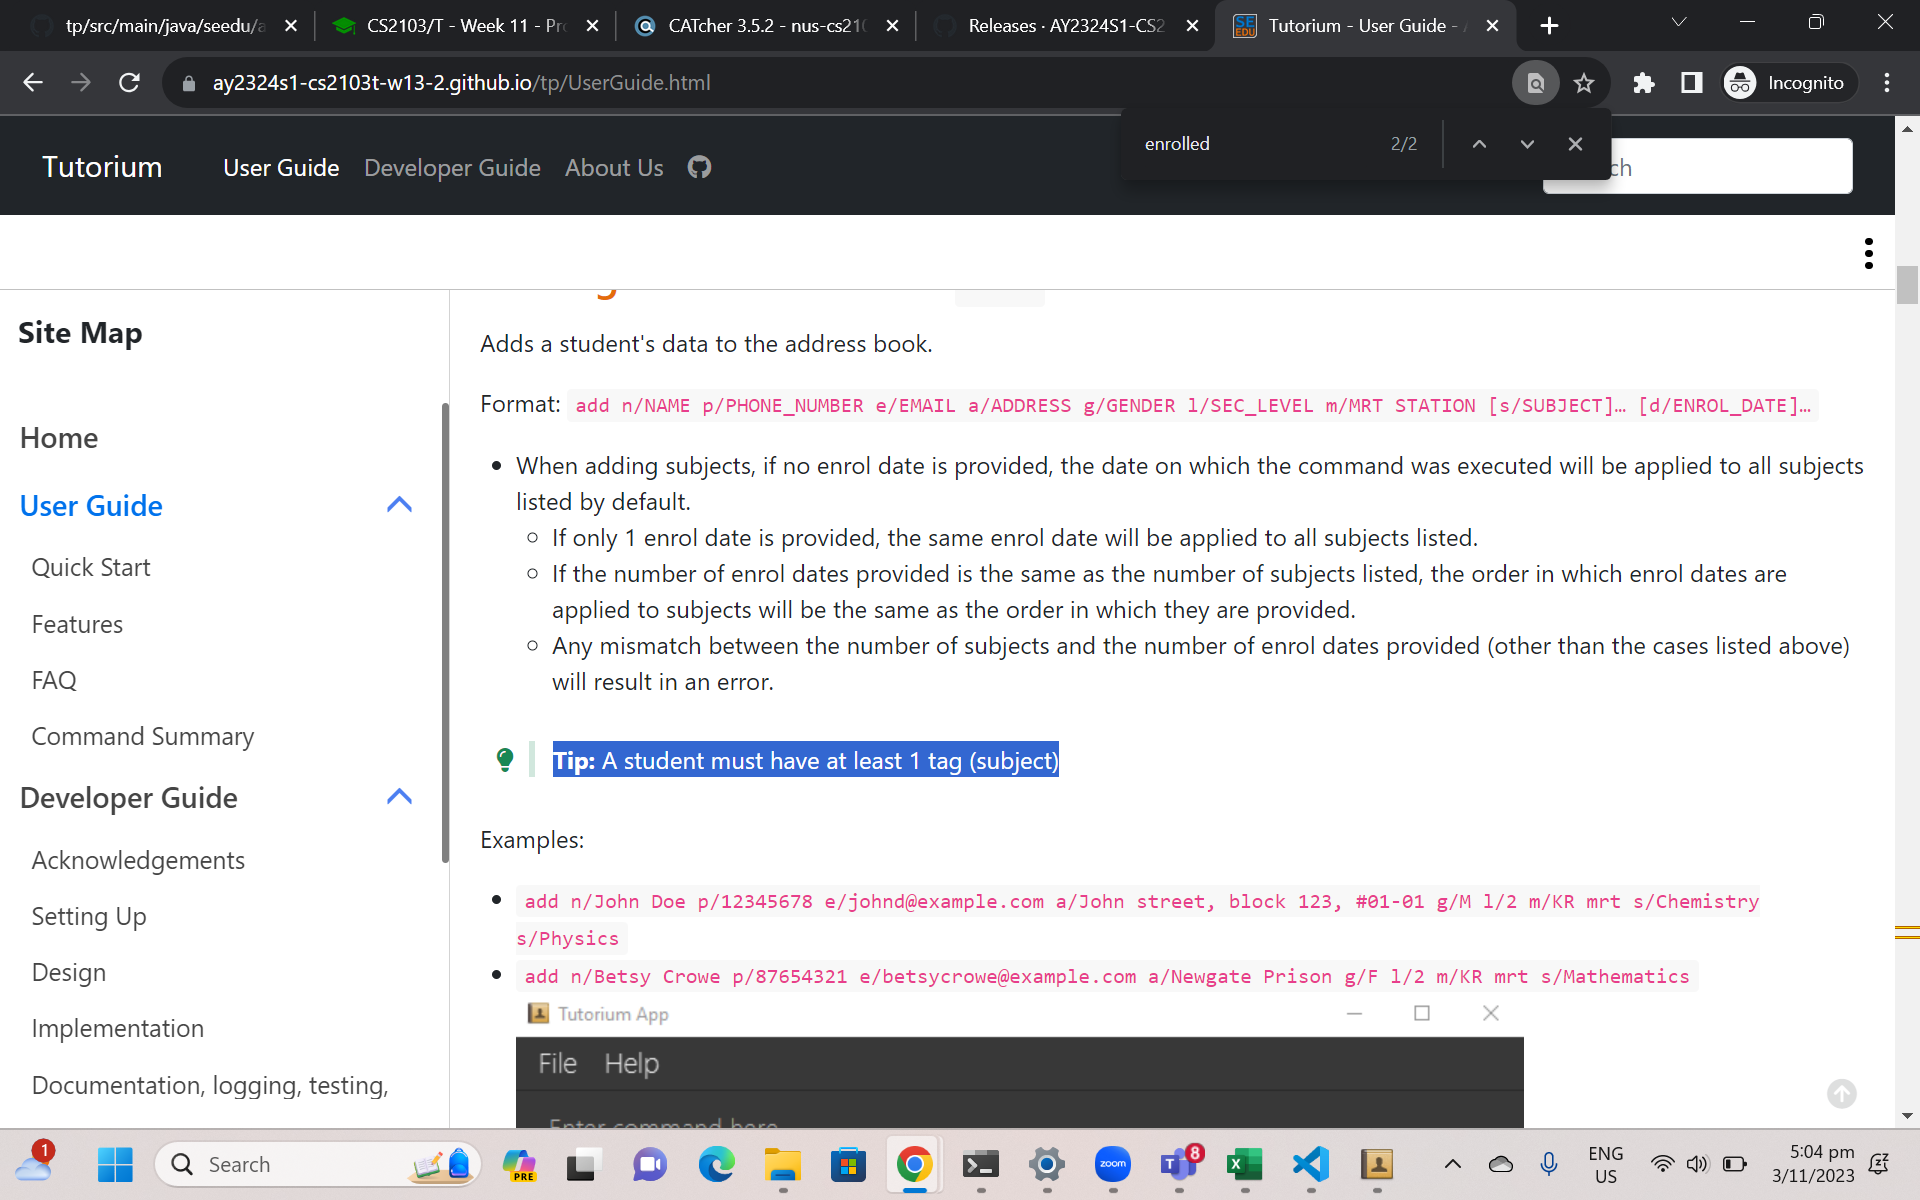 tp/src/main/java/seedu/a
CS2103/T - Week 11 - Pro
CATcher 3.5.2 - nus-cs210
Releases · AY2324S1-CS2
Tutorium - User Guide - A
ay2324s1-cs2103t-w13-2.github.io/tp/UserGuide.html
Incognito
enrolled 2/2
Tutorium User Guide Developer Guide About Us
ch
Site Map
Home
User Guide
Quick Start
Features
FAQ
Command Summary
Developer Guide
Acknowledgements
Setting Up
Design
Implementation
Documentation, logging, testing,
Adds a student's data to the address book.
Format: add n/NAME p/PHONE_NUMBER e/EMAIL a/ADDRESS g/GENDER l/SEC_LEVEL m/MRT STATION [s/SUBJECT]… [d/ENROL_DATE]…
When adding subjects, if no enrol date is provided, the date on which the command was executed will be applied to all subjects
listed by default.
If only 1 enrol date is provided, the same enrol date will be applied to all subjects listed.
If the number of enrol dates provided is the same as the number of subjects listed, the order in which enrol dates are
applied to subjects will be the same as the order in which they are provided.
Any mismatch between the number of subjects and the number of enrol dates provided (other than the cases listed above)
will result in an error.
Tip: A student must have at least 1 tag (subject)
Examples:
add n/John Doe p/12345678 e/johnd@example.com a/John street, block 123, #01-01 g/M l/2 m/KR mrt s/Chemistry
s/Physics
add n/Betsy Crowe p/87654321 e/betsycrowe@example.com a/Newgate Prison g/F l/2 m/KR mrt s/Mathematics
Tutorium App
File Help
Enter command here
1
Search
PRE
zoom
8
ENG
US
5:04 pm
3/11/2023